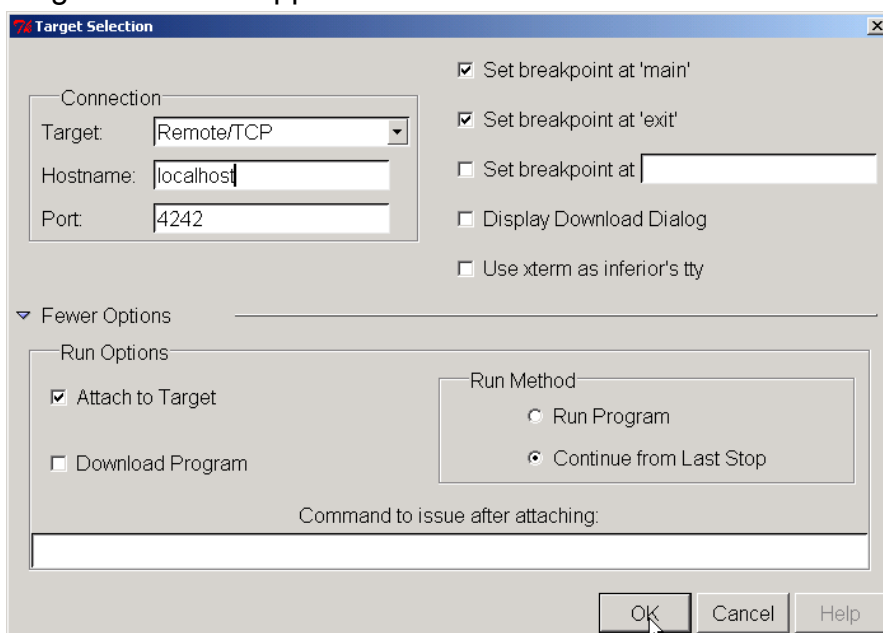 Target Selection
Connection
Target: Remote/TCP
Hostname: localhost
Port: 4242
Set breakpoint at 'main'
Set breakpoint at 'exit'
Set breakpoint at
Display Download Dialog
Use xterm as inferior's tty
Fewer Options
Run Options
Attach to Target
Download Program
Run Method
Run Program
Continue from Last Stop
Command to issue after attaching:
OK Cancel Help